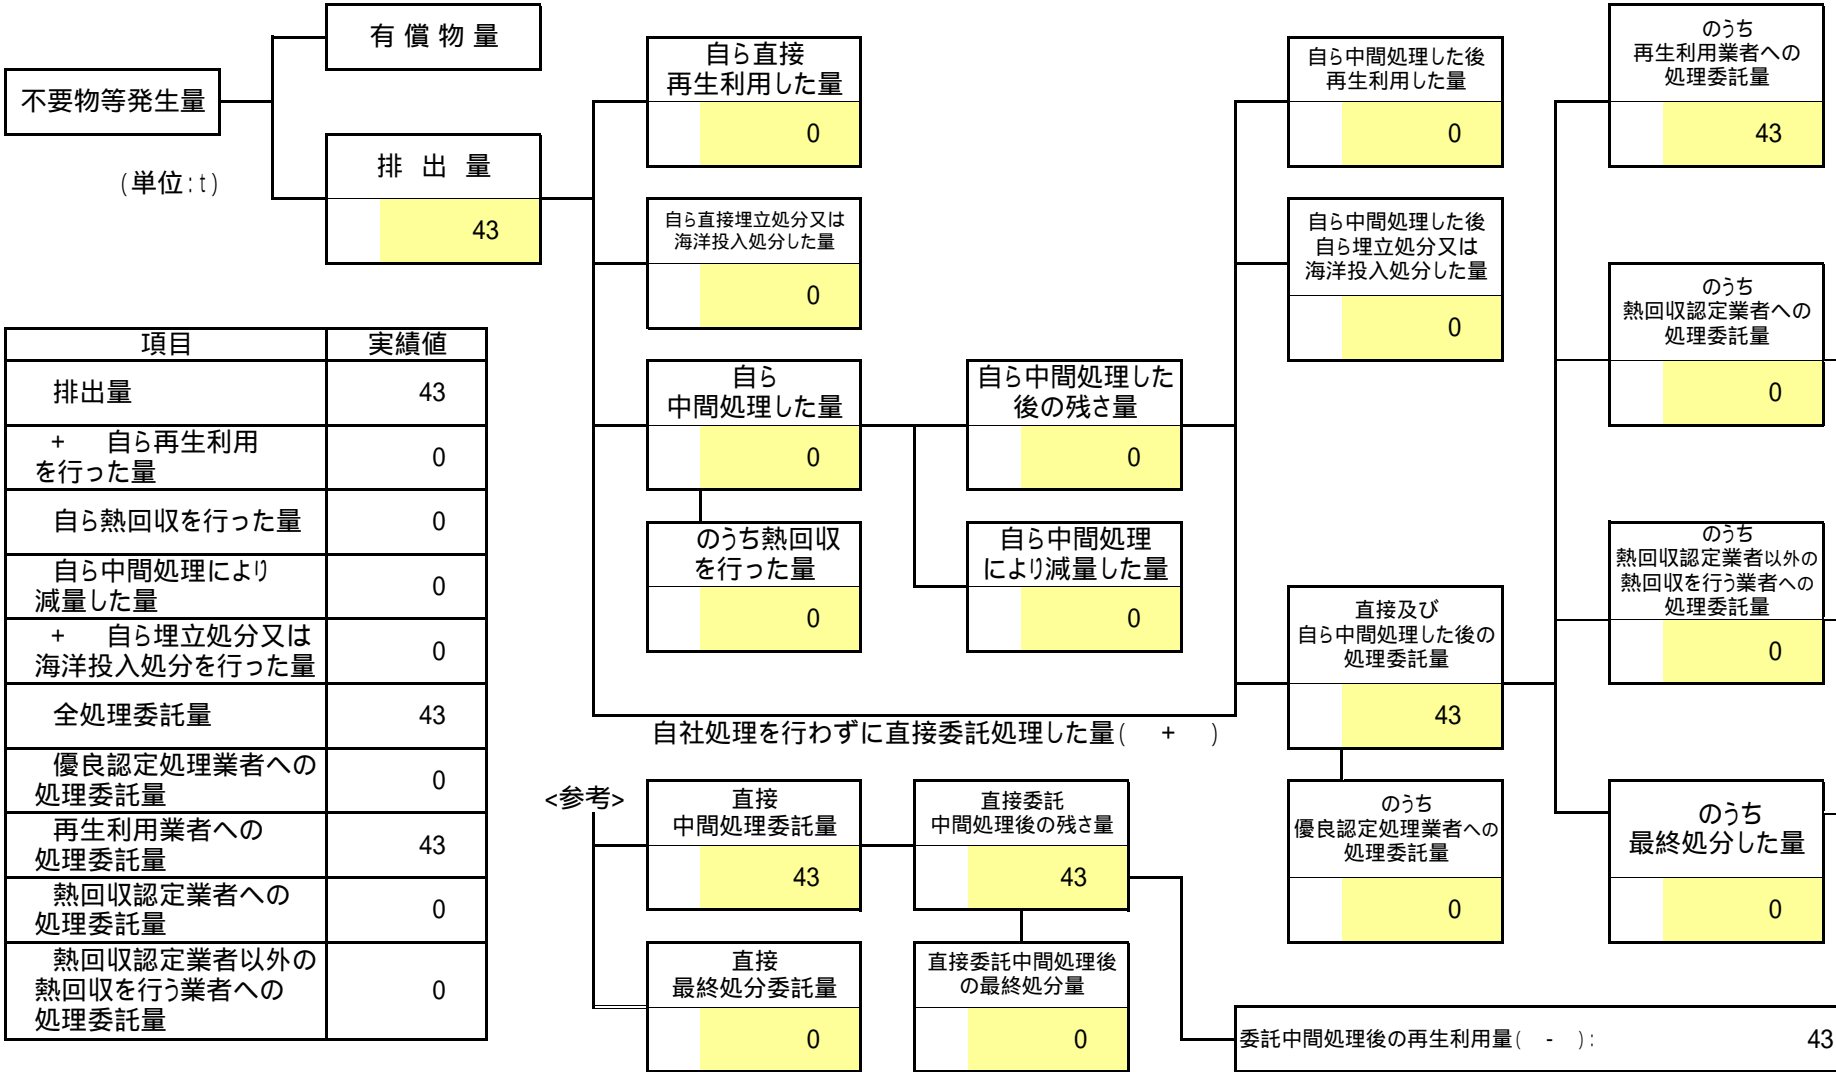 有償物量
不要物等発生量
(単位:t)
排出量
43
自ら直接
再生利用した量
0
自ら直接埋立処分又は
海洋投入処分した量
0
自ら
中間処理した量
0
のうち熱回収
を行った量
0
自ら中間処理した
後の残さ量
0
自ら中間処理
により減量した量
0
自ら中間処理した後
再生利用した量
0
自ら中間処理した後
自ら埋立処分又は
海洋投入処分した量
0
直接及び
自ら中間処理した後の
処理委託量
43
のうち
優良認定処理業者への
処理委託量
0
のうち
再生利用業者への
処理委託量
43
のうち
熱回収認定業者への
処理委託量
0
のうち
熱回収認定業者以外の
熱回収を行う業者への
処理委託量
0
のうち
最終処分した量
0
自社処理を行わずに直接委託処理した量( + )
項目 実績値
排出量 43
+ 自ら再生利用
を行った量 0
自ら熱回収を行った量 0
自ら中間処理により
減量した量 0
+ 自ら埋立処分又は
海洋投入処分を行った量 0
全処理委託量 43
優良認定処理業者への
処理委託量 0
再生利用業者への
処理委託量 43
熱回収認定業者への
処理委託量 0
熱回収認定業者以外の
熱回収を行う業者への
処理委託量 0
<参考>
直接
中間処理委託量
43
直接委託
中間処理後の残さ量
43
直接
最終処分委託量
0
直接委託中間処理後
の最終処分量
0
委託中間処理後の再生利用量( - ): 43